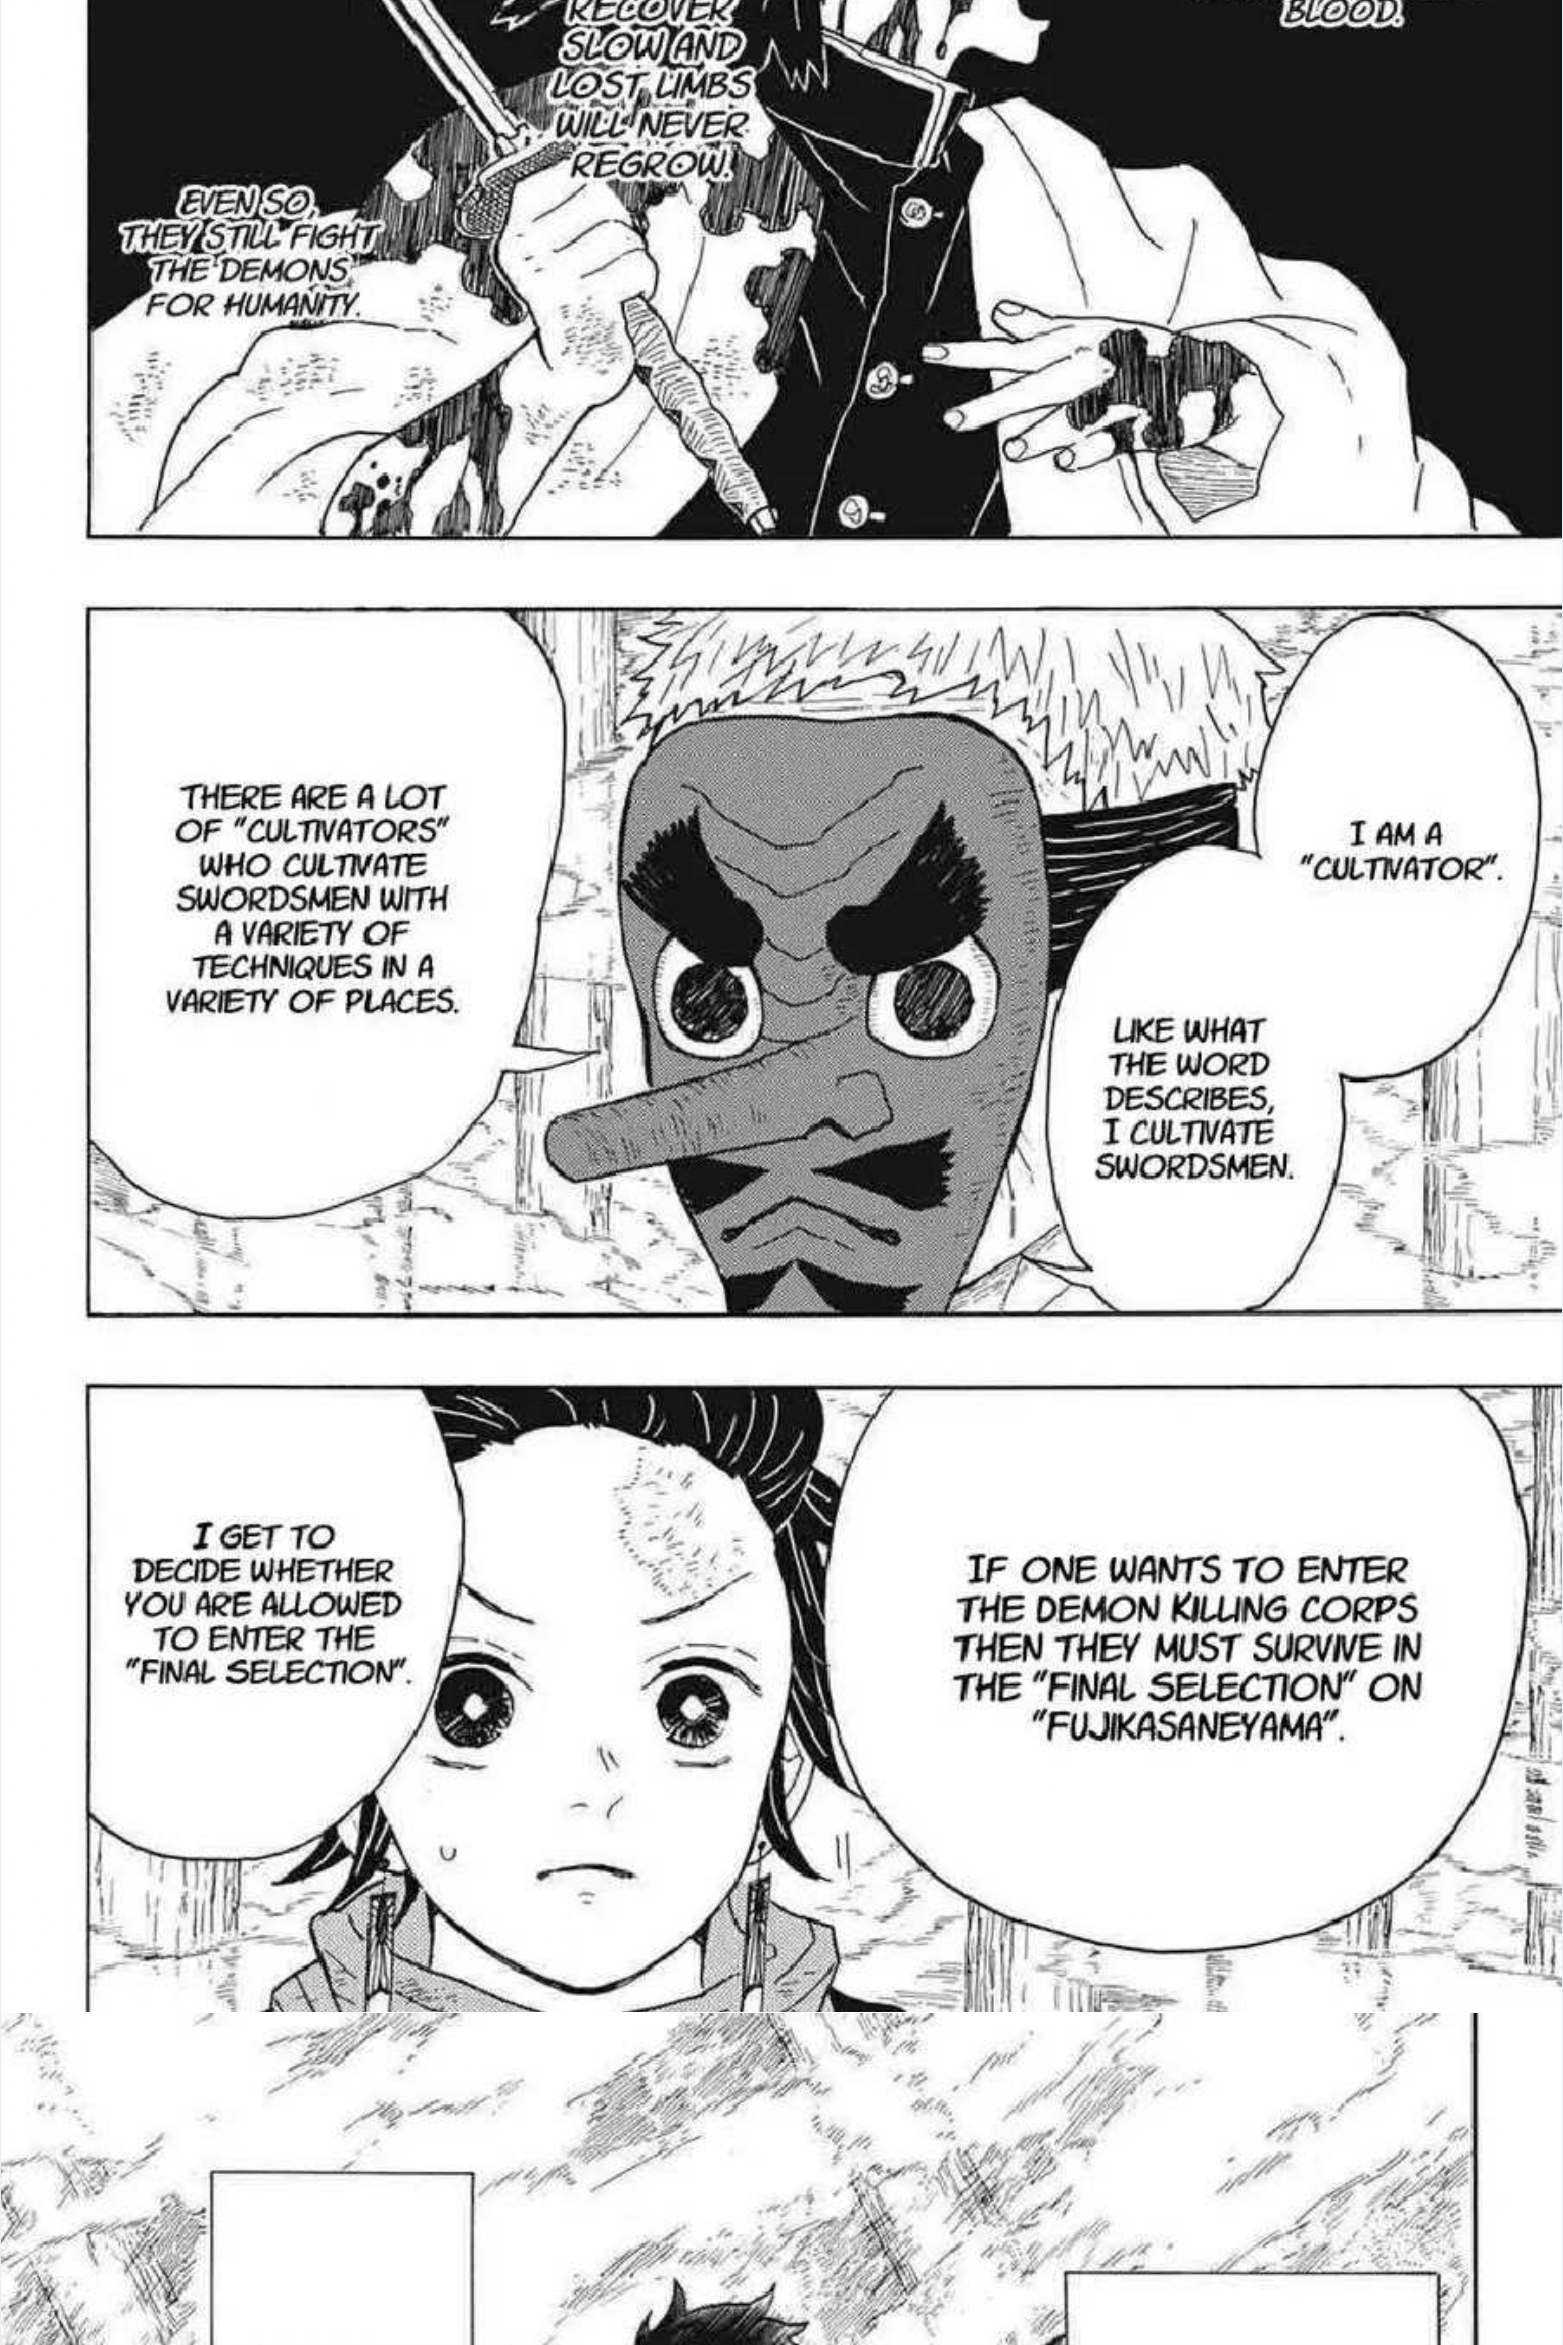 BLOOD.
RECOVER
SLOW AND
LOST LIMBS
WILL NEVER
REGROW.
EVEN SO,
THEY STILL FIGHT
THE DEMONS
FOR HUMANITY.
I AM A
"CULTIVATOR".
LIKE WHAT
THE WORD
DESCRIBES,
I CULTIVATE
SWORDSMEN.
THERE ARE A LOT
OF "CULTIVATORS"
WHO CULTIVATE
SWORDSMEN WITH
A VARIETY OF
TECHNIQUES IN A
VARIETY OF PLACES.
IF ONE WANTS TO ENTER
THE DEMON KILLING CORPS
THEN THEY MUST SURVIVE IN
THE "FINAL SELECTION" ON
"FUJIKASANEYAMA".
I GET TO
DECIDE WHETHER
YOU ARE ALLOWED
TO ENTER THE
"FINAL SELECTION".